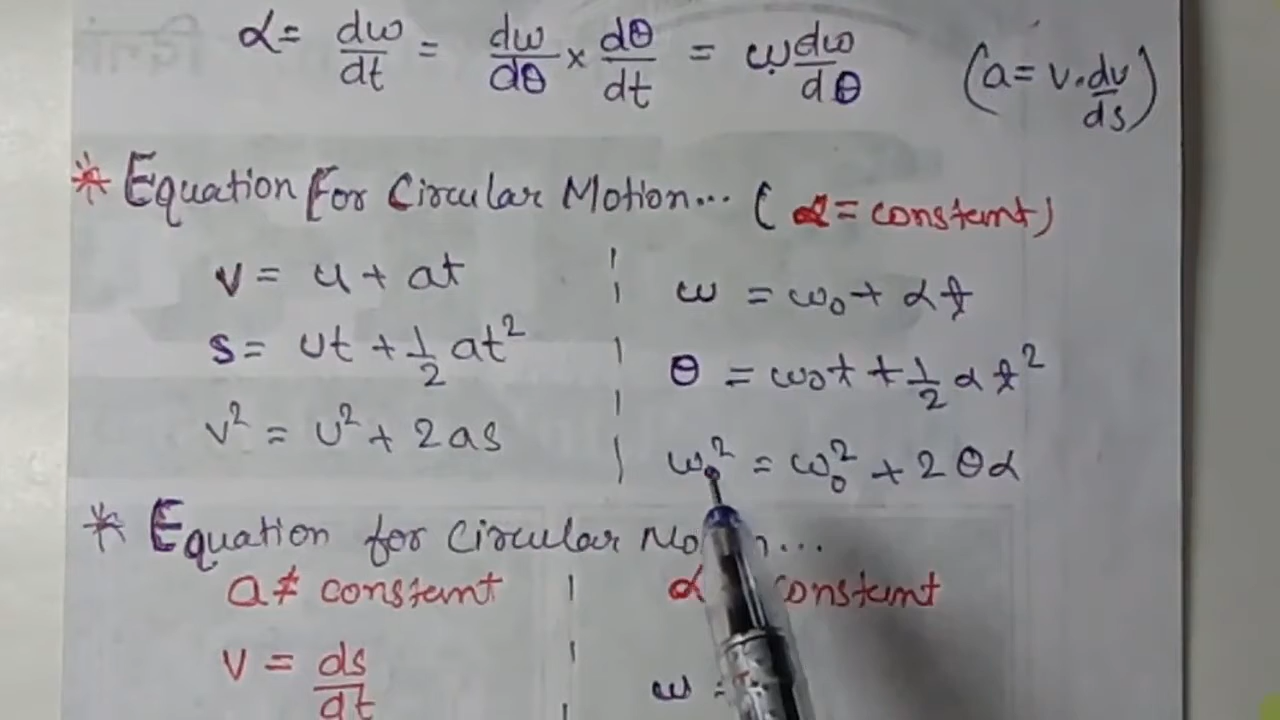 α = dω/dt = dω/dθ × dθ/dt = ω dω/dθ (a = v.dv/ds)
* Equation For Circular Motion... (α = constant)
v = u + at ω = ω₀ + αt
s = ut + 1/2 at² θ = ω₀t + 1/2 αt²
v² = u² + 2as ω² = ω₀² + 2θα
* Equation for Circular ...
a ≠ constant α constant
v = ds/dt ω =